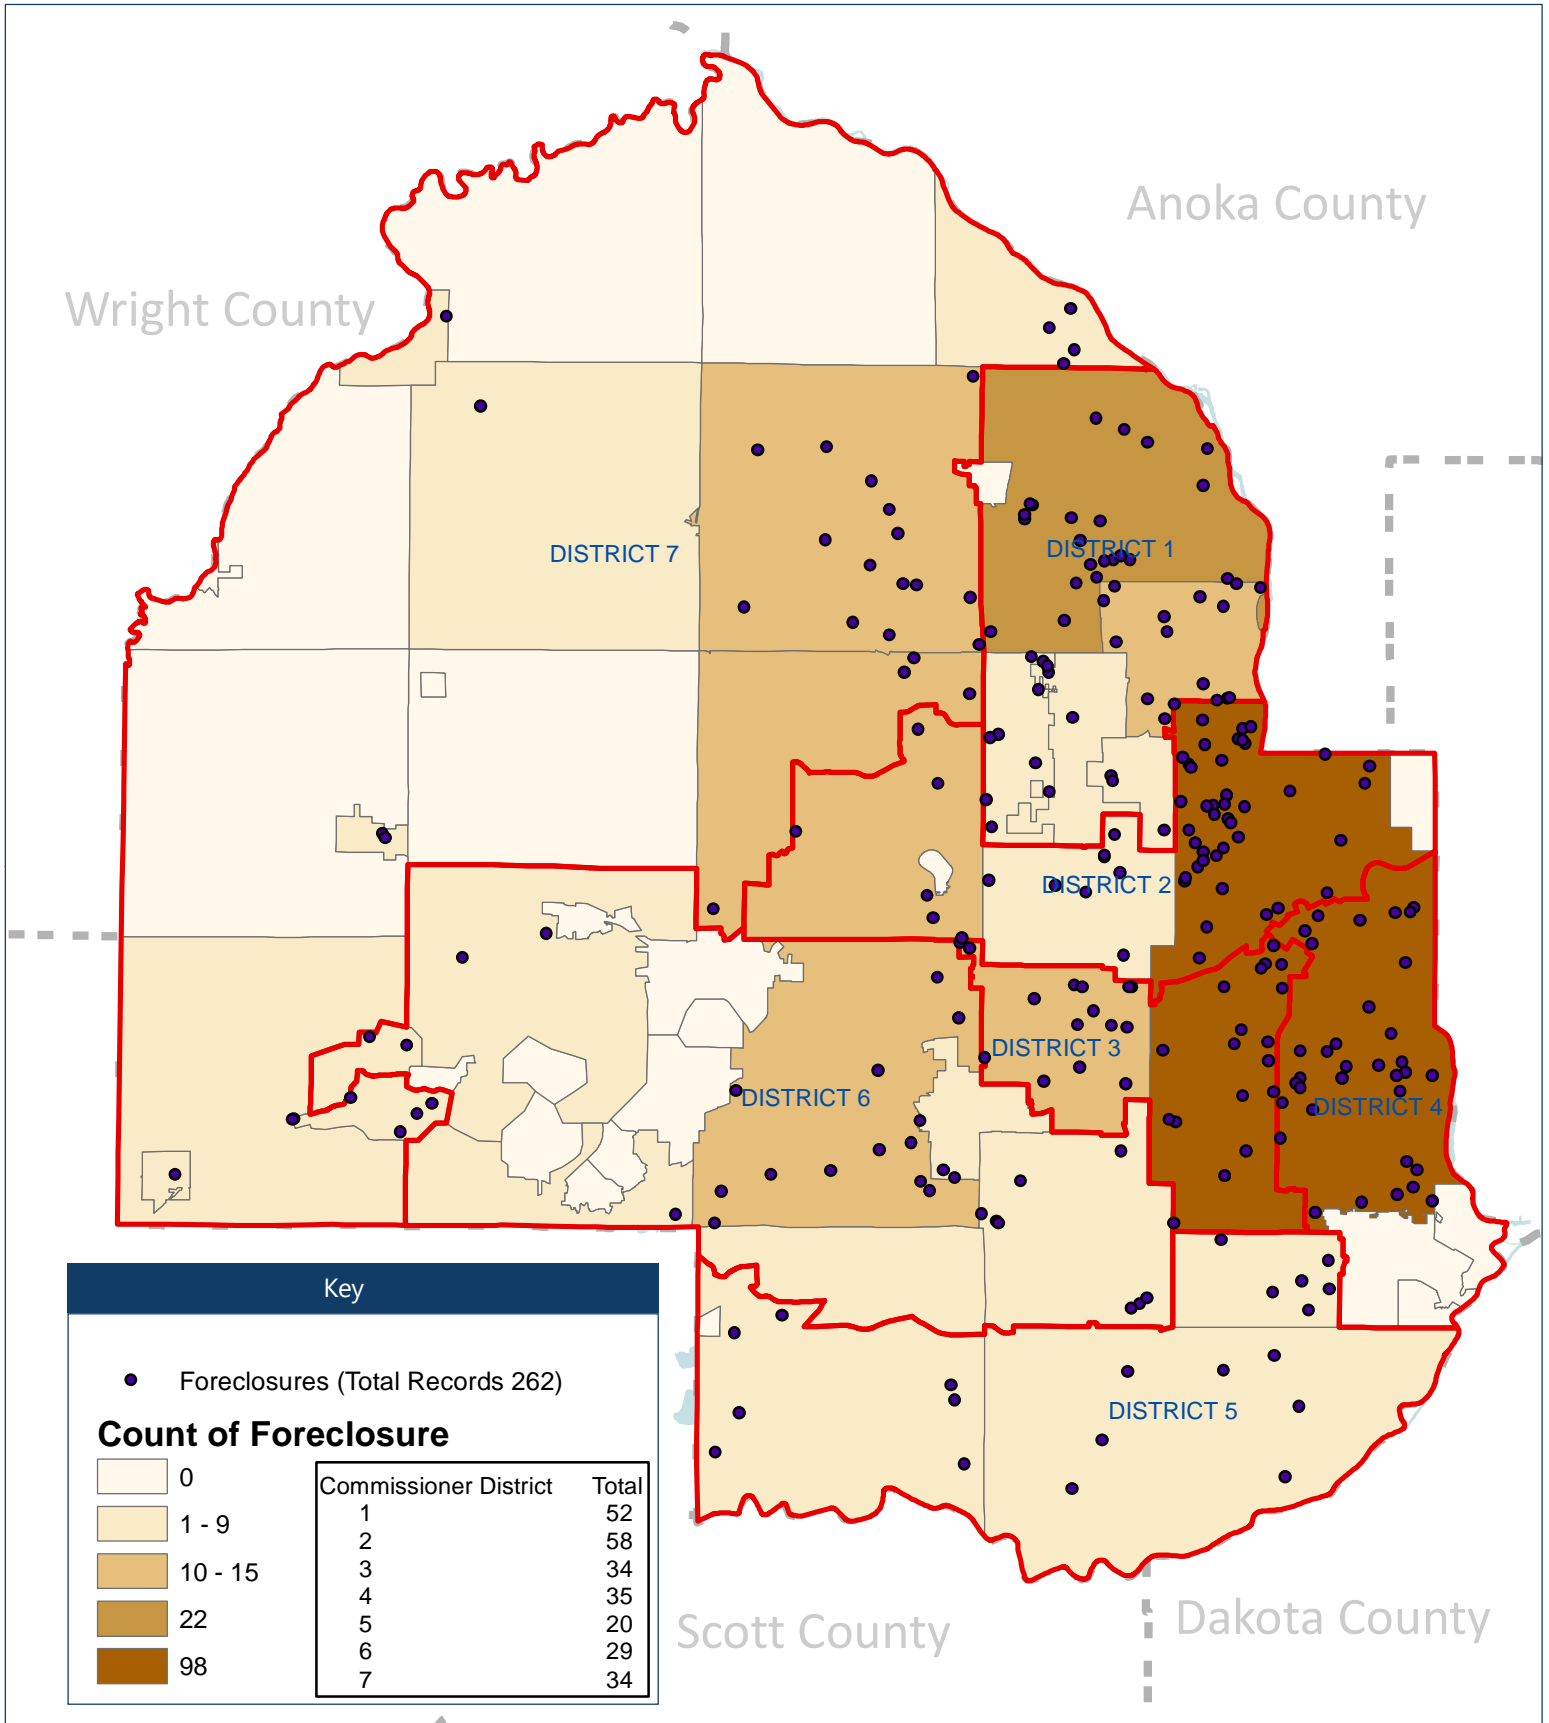 Anoka County
Wright County
DISTRICT 7
DISTRICT 1
DISTRICT 2
DISTRICT 3
DISTRICT 6
DISTRICT 4
DISTRICT 5
Key
Foreclosures (Total Records 262)
Count of Foreclosure
0
1 - 9
10 - 15
22
98
Commissioner District Total
1 52
2 58
3 34
4 35
5 20
6 29
7 34
Scott County
Dakota County